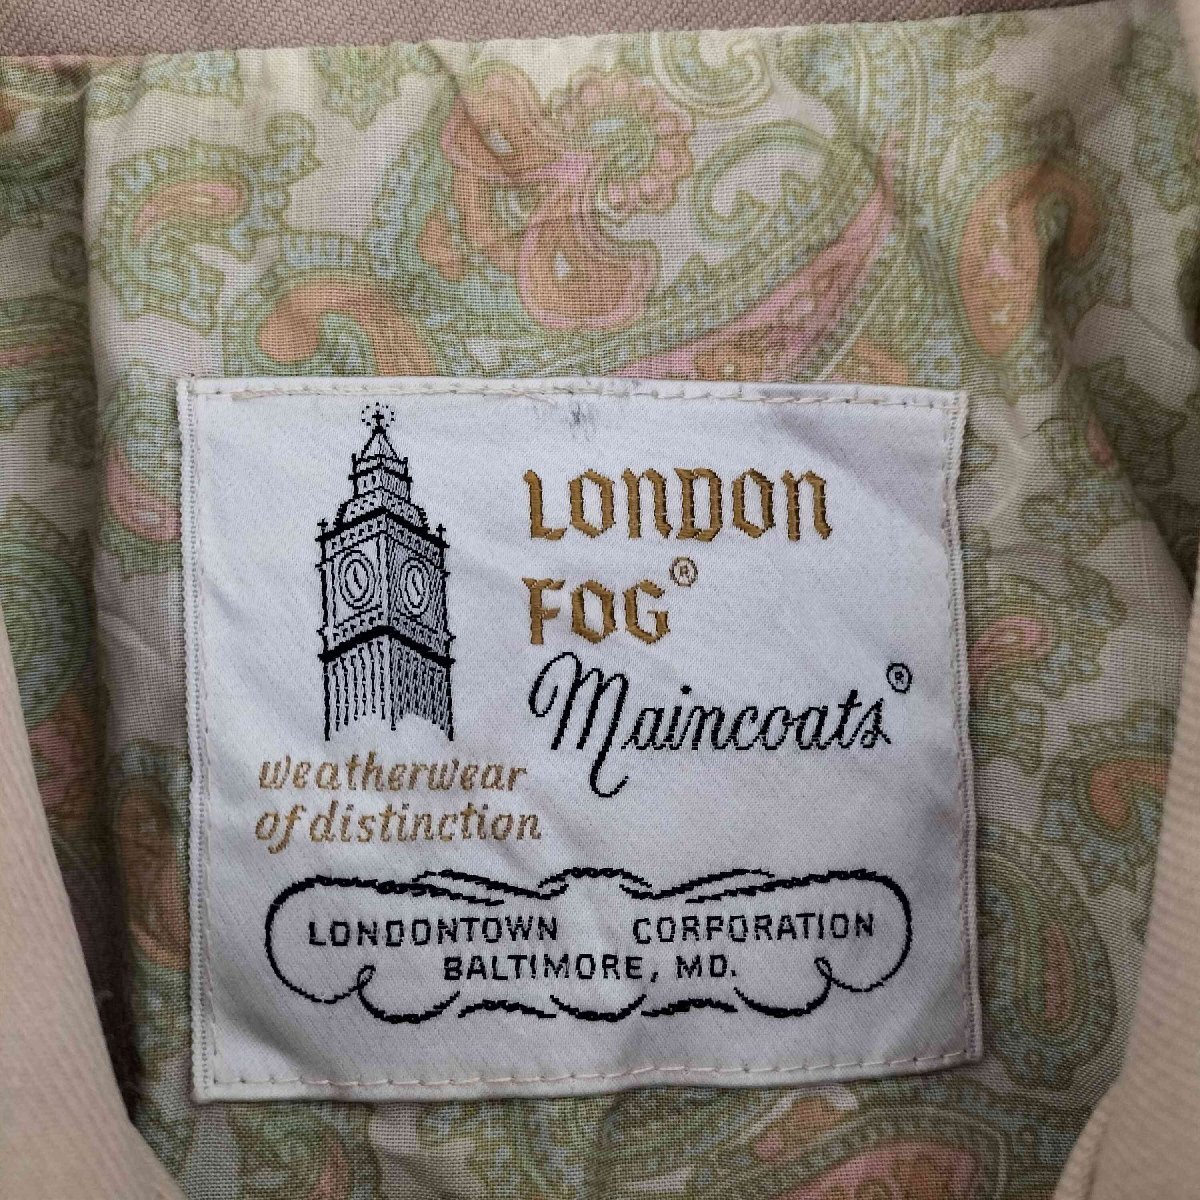 LONDON
FOG®
Maincoats®
weatherwear
of distinction
LONDONTOWN CORPORATION
BALTIMORE, MD.